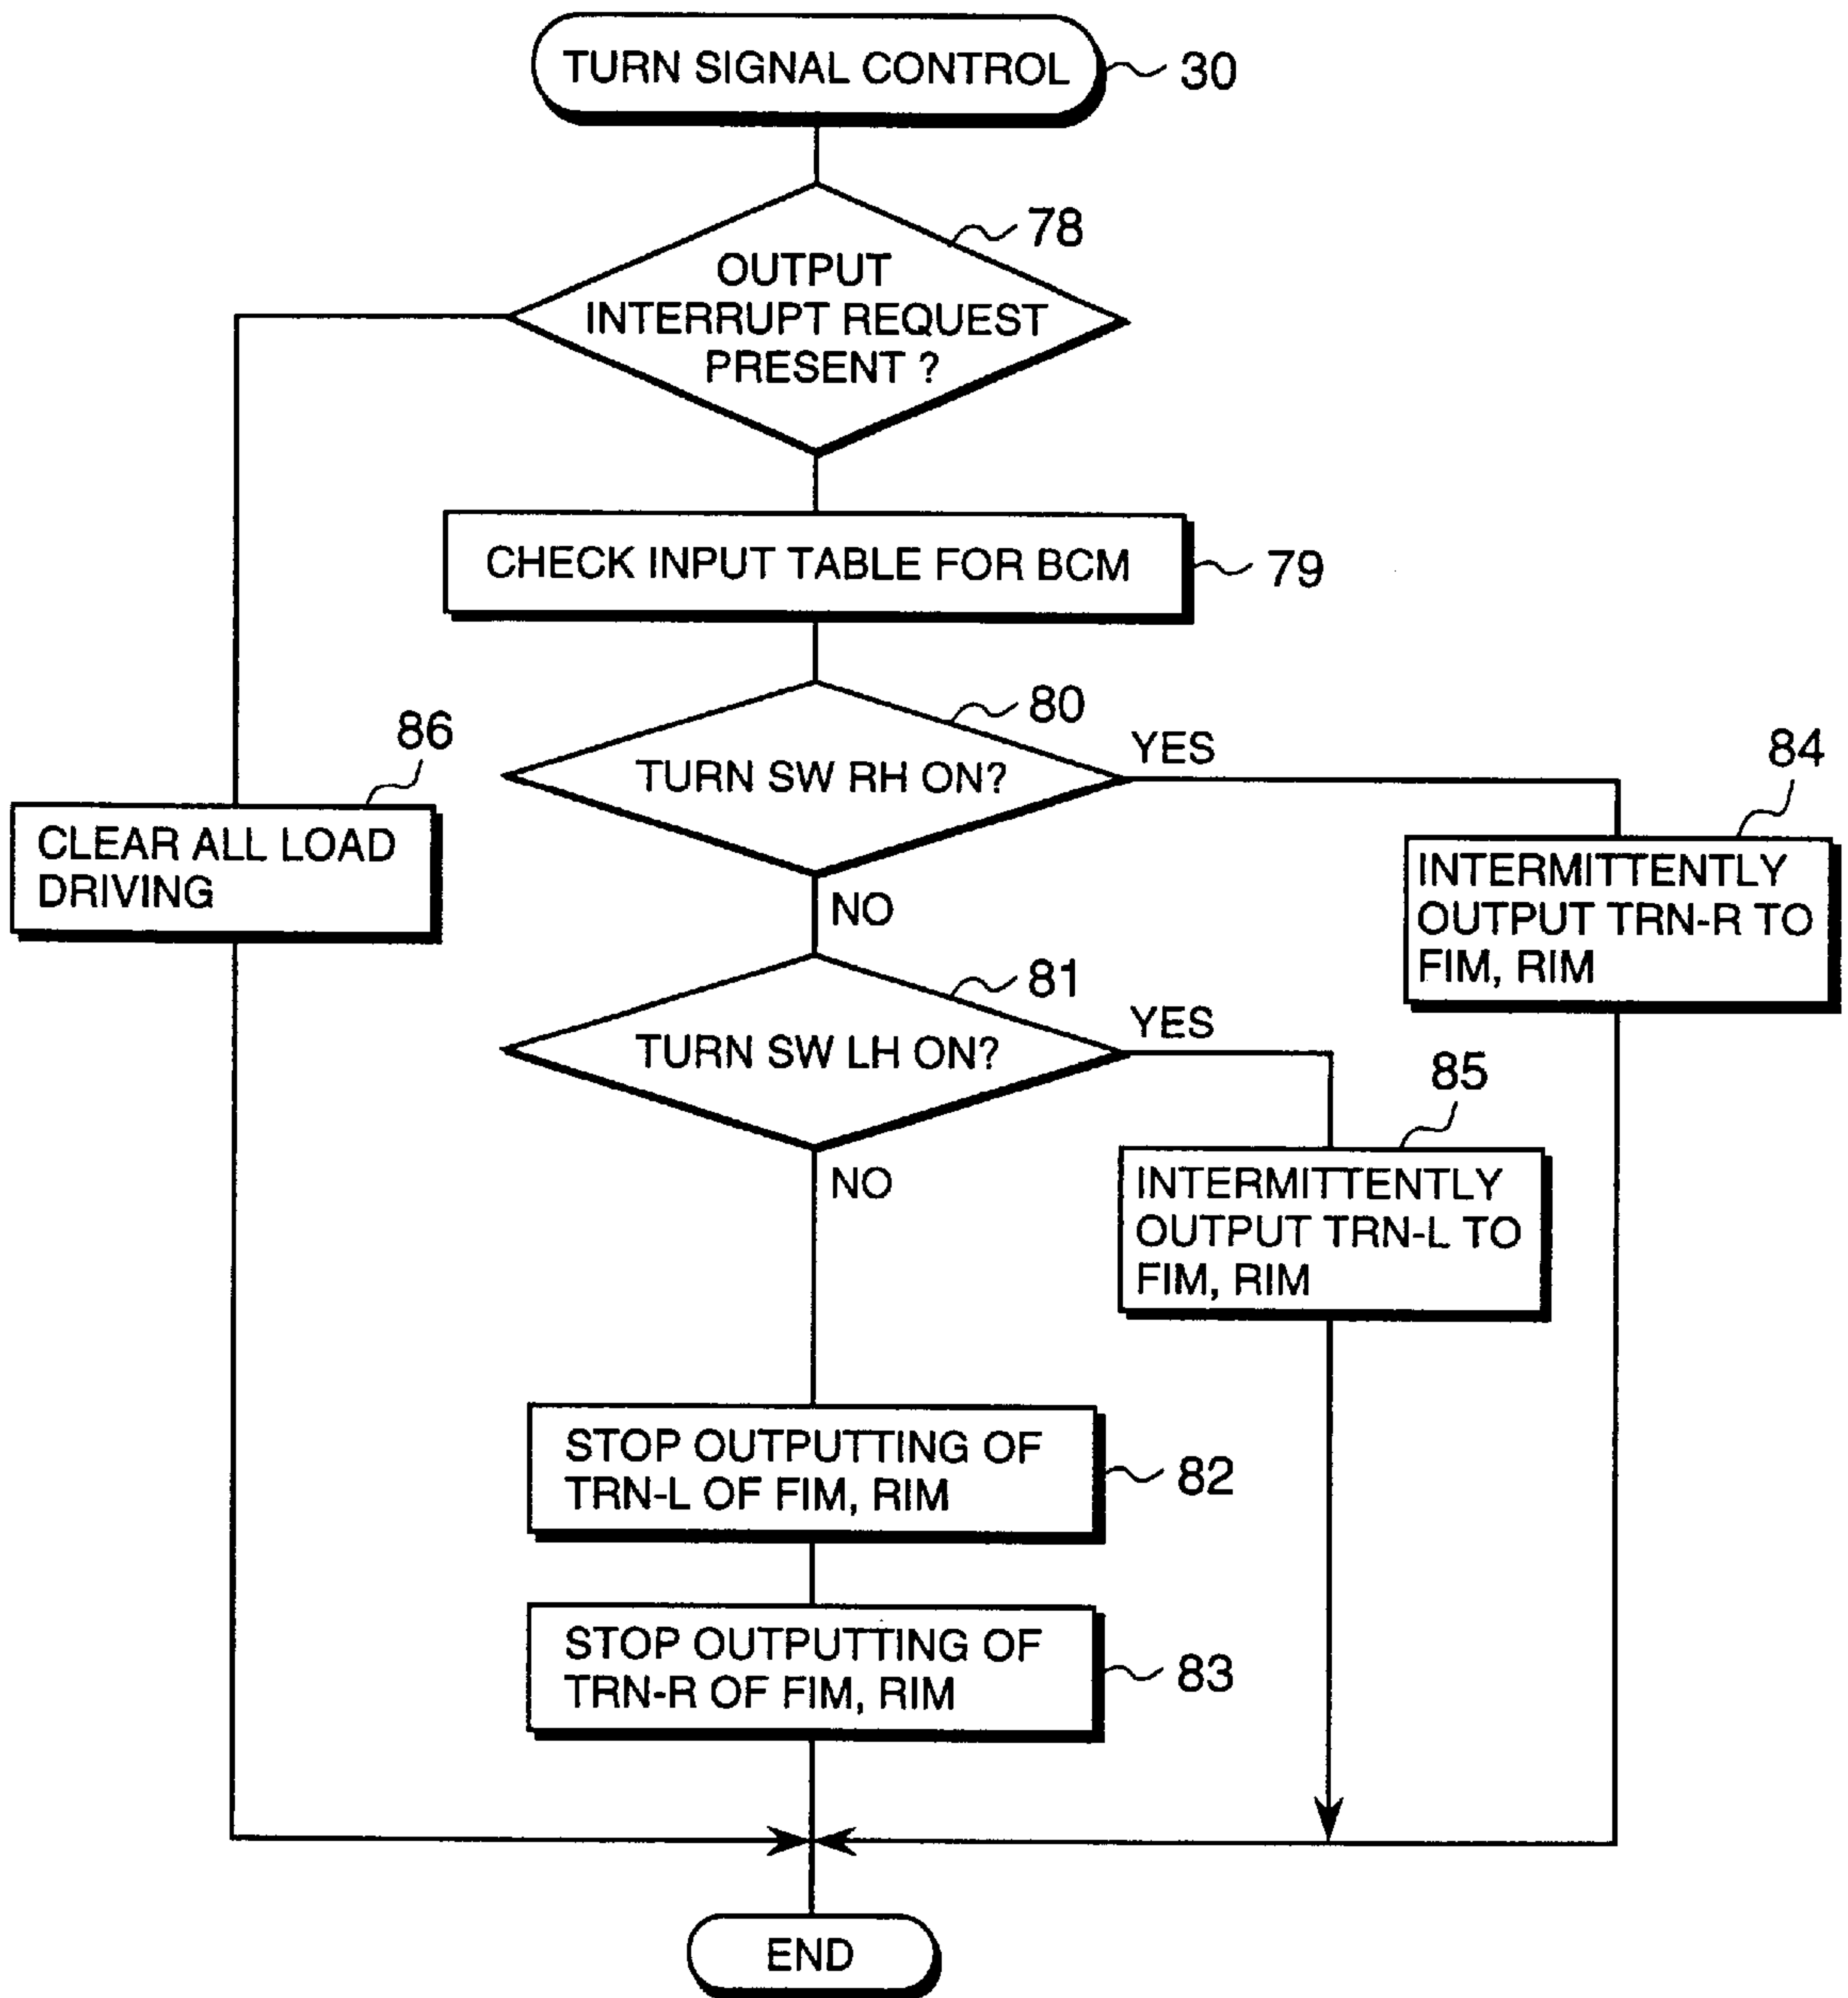 TURN SIGNAL CONTROL
30
78
OUTPUT
INTERRUPT REQUEST
PRESENT ?
CHECK INPUT TABLE FOR BCM
79
80
TURN SW RH ON?
YES
84
86
CLEAR ALL LOAD
DRIVING
INTERMITTENTLY
OUTPUT TRN-R TO
FIM, RIM
NO
81
TURN SW LH ON?
YES
85
NO
INTERMITTENTLY
OUTPUT TRN-L TO
FIM, RIM
STOP OUTPUTTING OF
TRN-L OF FIM, RIM
82
STOP OUTPUTTING OF
TRN-R OF FIM, RIM
83
END